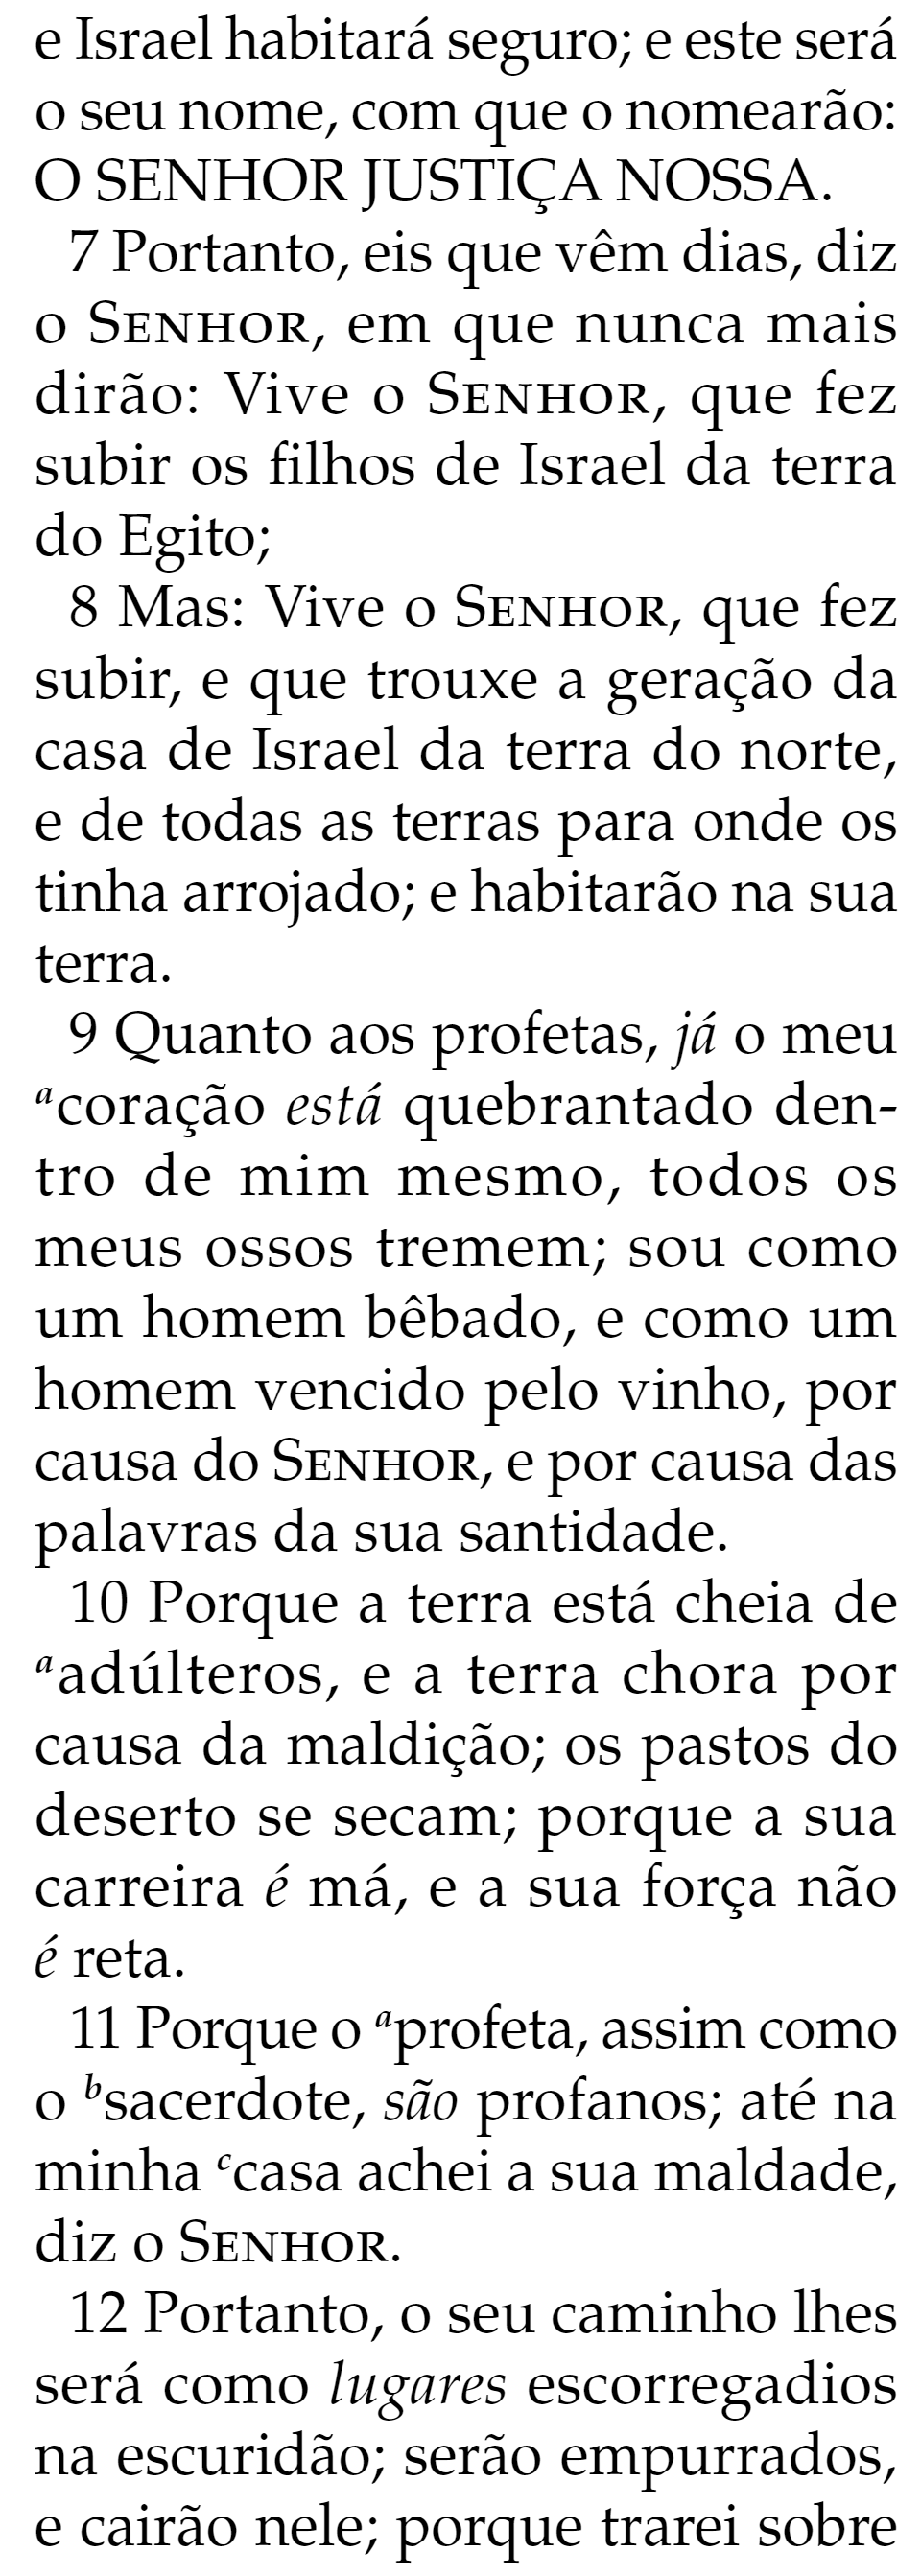 e Israel habitará seguro; e este será
o seu nome, com que o nomearão:
O SENHOR JUSTIÇA NOSSA.
7 Portanto, eis que vêm dias, diz
o SENHOR, em que nunca mais
dirão: Vive o SENHOR, que fez
subir os filhos de Israel da terra
do Egito;
8 Mas: Vive o SENHOR, que fez
subir, e que trouxe a geração da
casa de Israel da terra do norte,
e de todas as terras para onde os
tinha arrojado; e habitarão na sua
terra.
9 Quanto aos profetas, já o meu
ᵃcoração está quebrantado den-
tro de mim mesmo, todos os
meus ossos tremem; sou como
um homem bêbado, e como um
homem vencido pelo vinho, por
causa do SENHOR, e por causa das
palavras da sua santidade.
10 Porque a terra está cheia de
ᵃadúlteros, e a terra chora por
causa da maldição; os pastos do
deserto se secam; porque a sua
carreira é má, e a sua força não
é reta.
11 Porque o ᵃprofeta, assim como
o ᵇsacerdote, são profanos; até na
minha ᶜcasa achei a sua maldade,
diz o SENHOR.
12 Portanto, o seu caminho lhes
será como lugares escorregadios
na escuridão; serão empurrados,
e cairão nele; porque trarei sobre